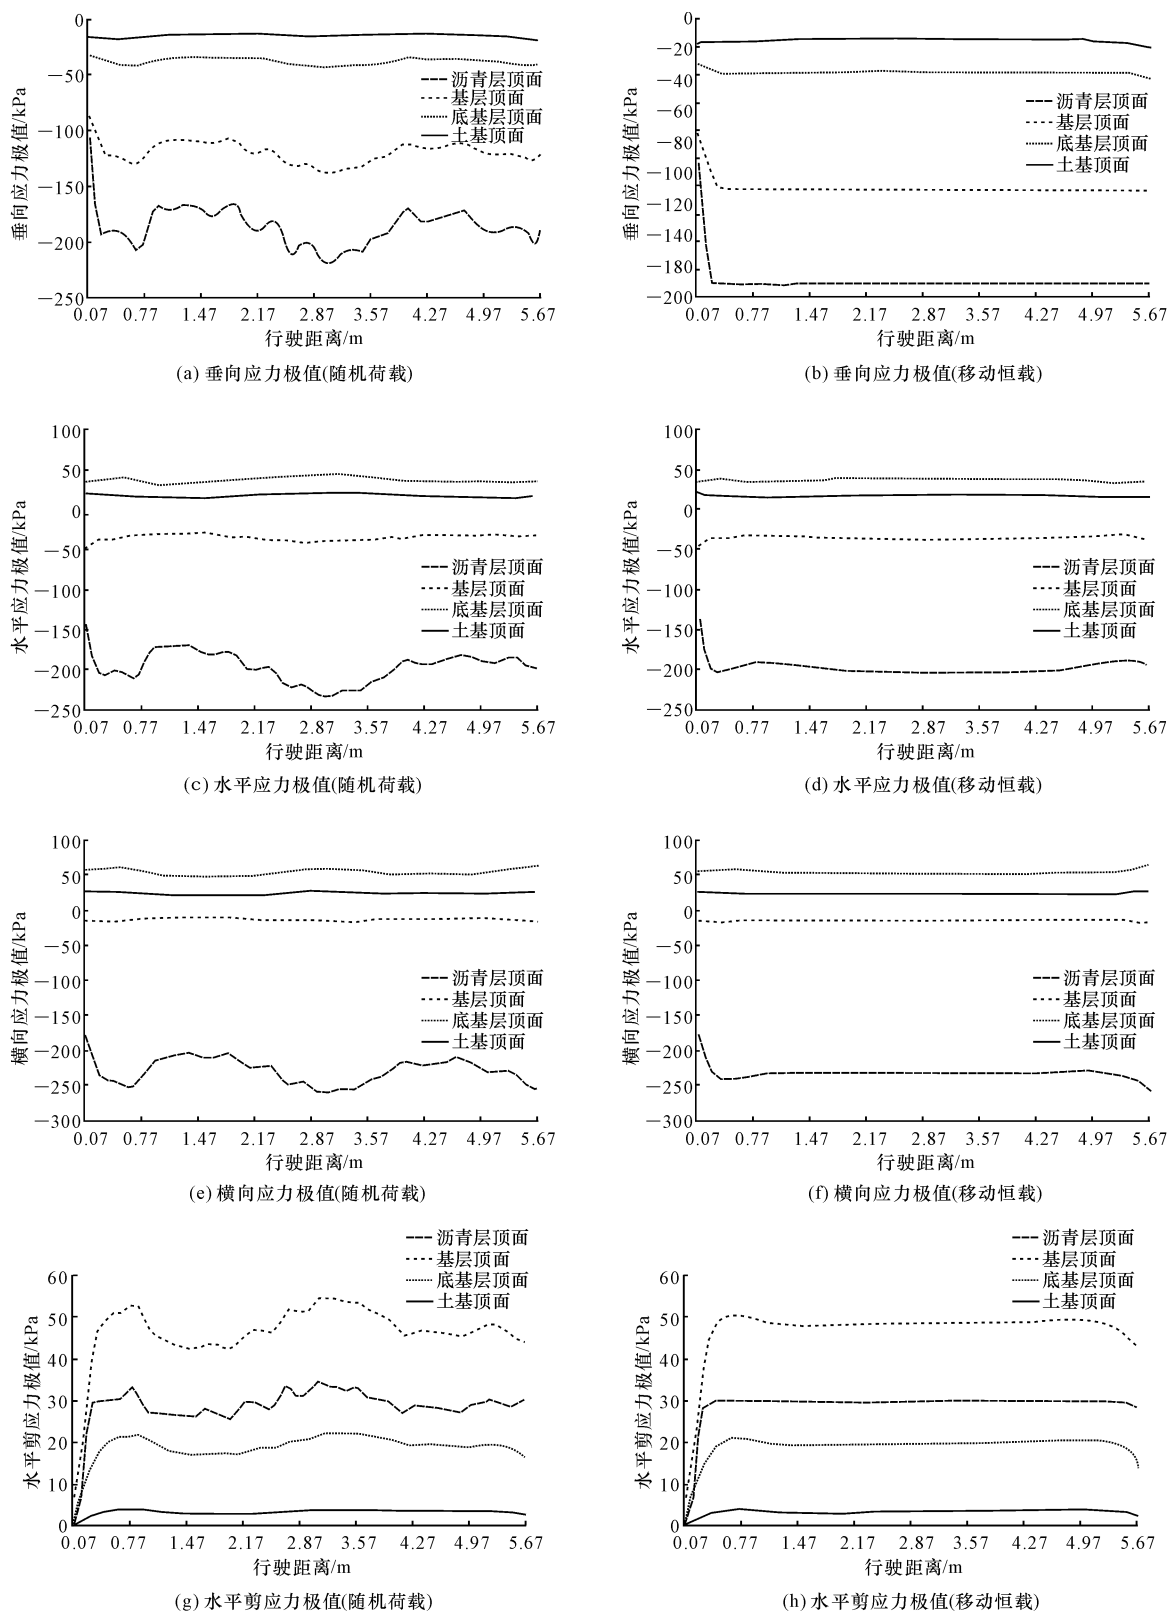 0
－50
－100
－150
－200
－250
垂向应力极值/kPa
沥青层顶面
基层顶面
底基层顶面
土基顶面
0.07 0.77 1.47 2.17 2.87 3.57 4.27 4.97 5.67
行驶距离/m
(a) 垂向应力极值(随机荷载)
0
－20
－40
－60
－80
－100
－120
－140
－180
－200
垂向应力极值/kPa
沥青层顶面
基层顶面
底基层顶面
土基顶面
0.07 0.77 1.47 2.17 2.87 3.57 4.27 4.97 5.67
行驶距离/m
(b) 垂向应力极值(移动恒载)
100
50
0
－50
－100
－150
－200
－250
水平应力极值/kPa
沥青层顶面
基层顶面
底基层顶面
土基顶面
0.07 0.77 1.47 2.17 2.87 3.57 4.27 4.97 5.67
行驶距离/m
(c) 水平应力极值(随机荷载)
100
50
0
－50
－100
－150
－200
－250
水平应力极值/kPa
沥青层顶面
基层顶面
底基层顶面
土基顶面
0.07 0.77 1.47 2.17 2.87 3.57 4.27 4.97 5.67
行驶距离/m
(d) 水平应力极值(移动恒载)
100
50
0
－50
－100
－150
－200
－250
－300
横向应力极值/kPa
沥青层顶面
基层顶面
底基层顶面
土基顶面
0.07 0.77 1.47 2.17 2.87 3.57 4.27 4.97 5.67
行驶距离/m
(e) 横向应力极值(随机荷载)
100
50
0
－50
－100
－150
－200
－250
－300
横向应力极值/kPa
沥青层顶面
基层顶面
底基层顶面
土基顶面
0.07 0.77 1.47 2.17 2.87 3.57 4.27 4.97 5.67
行驶距离/m
(f) 横向应力极值(移动恒载)
沥青层顶面
基层顶面
底基层顶面
土基顶面
60
50
40
30
20
10
0
水平剪应力极值/kPa
0.07 0.77 1.47 2.17 2.87 3.57 4.27 4.97 5.67
行驶距离/m
(g) 水平剪应力极值(随机荷载)
沥青层顶面
基层顶面
底基层顶面
土基顶面
60
50
40
30
20
10
0
水平剪应力极值/kPa
0.07 0.77 1.47 2.17 2.87 3.57 4.27 4.97 5.67
行驶距离/m
(h) 水平剪应力极值(移动恒载)